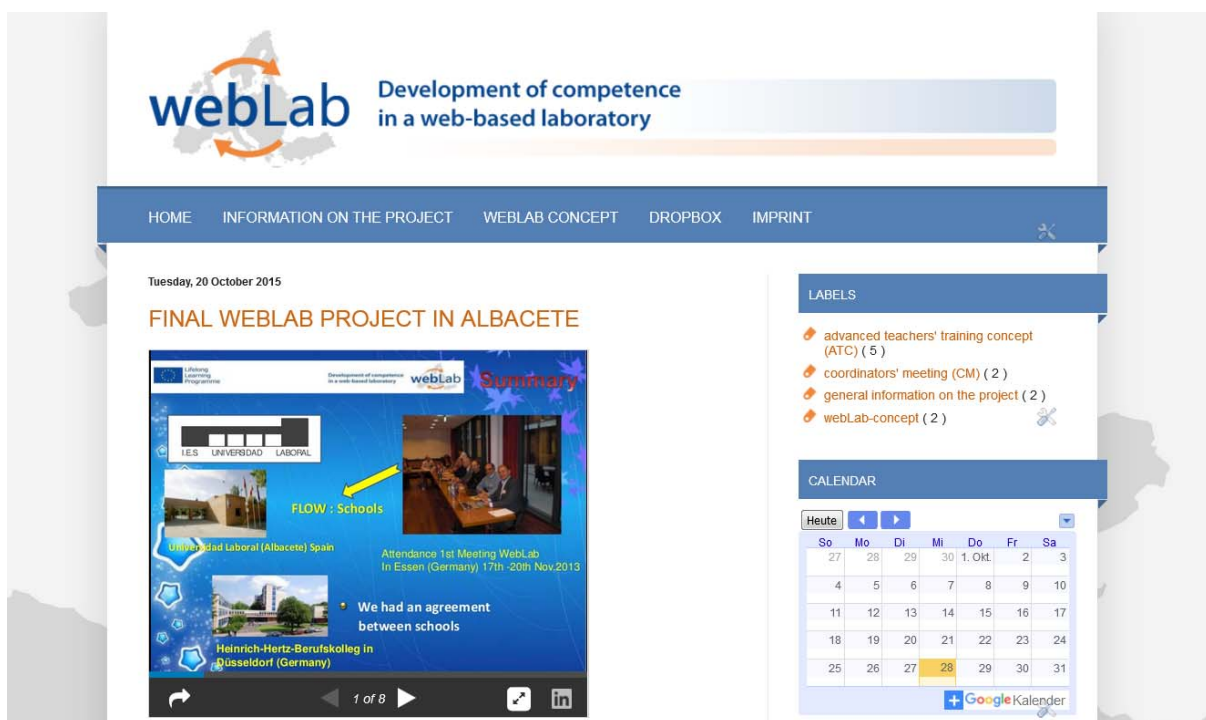 webLab
Development of competence
in a web-based laboratory
HOME INFORMATION ON THE PROJECT WEBLAB CONCEPT DROPBOX IMPRINT
Tuesday, 20 October 2015
FINAL WEBLAB PROJECT IN ALBACETE
Lifelong
Learning
Programme
Development of competence
in a web-based laboratory
webLab
Summary
I.E.S UNIVERSIDAD LABORAL
FLOW : Schools
Universidad Laboral (Albacete) Spain
Attendance 1st Meeting WebLab
In Essen (Germany) 17th -20th Nov.2013
We had an agreement
between schools
Heinrich-Hertz-Berufskolleg in
Düsseldorf (Germany)
1 of 8
in
LABELS
advanced teachers' training concept
(ATC) ( 5 )
coordinators' meeting (CM) ( 2 )
general information on the project ( 2 )
webLab-concept ( 2 )
CALENDAR
Heute
So Mo Di Mi Do Fr Sa
27 28 29 30 1. Okt. 2 3
4 5 6 7 8 9 10
11 12 13 14 15 16 17
18 19 20 21 22 23 24
25 26 27 28 29 30 31
+ Google Kalender